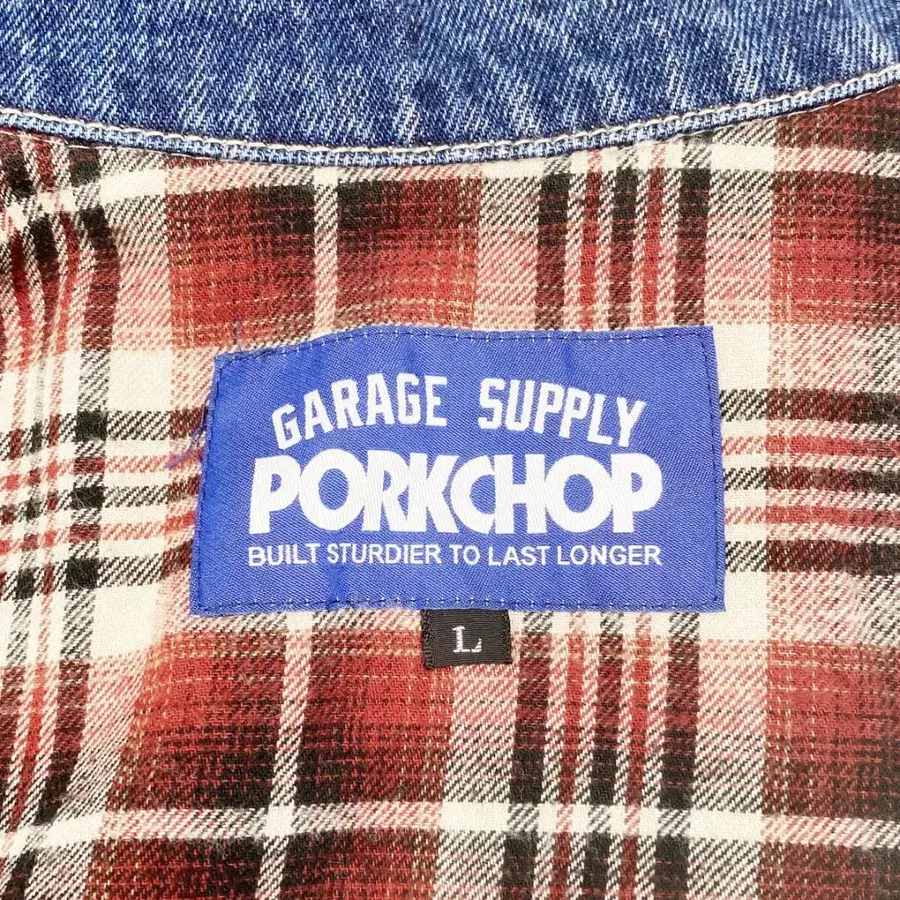 GARAGE SUPPLY
PORKCHOP
BUILT STURDIER TO LAST LONGER
L